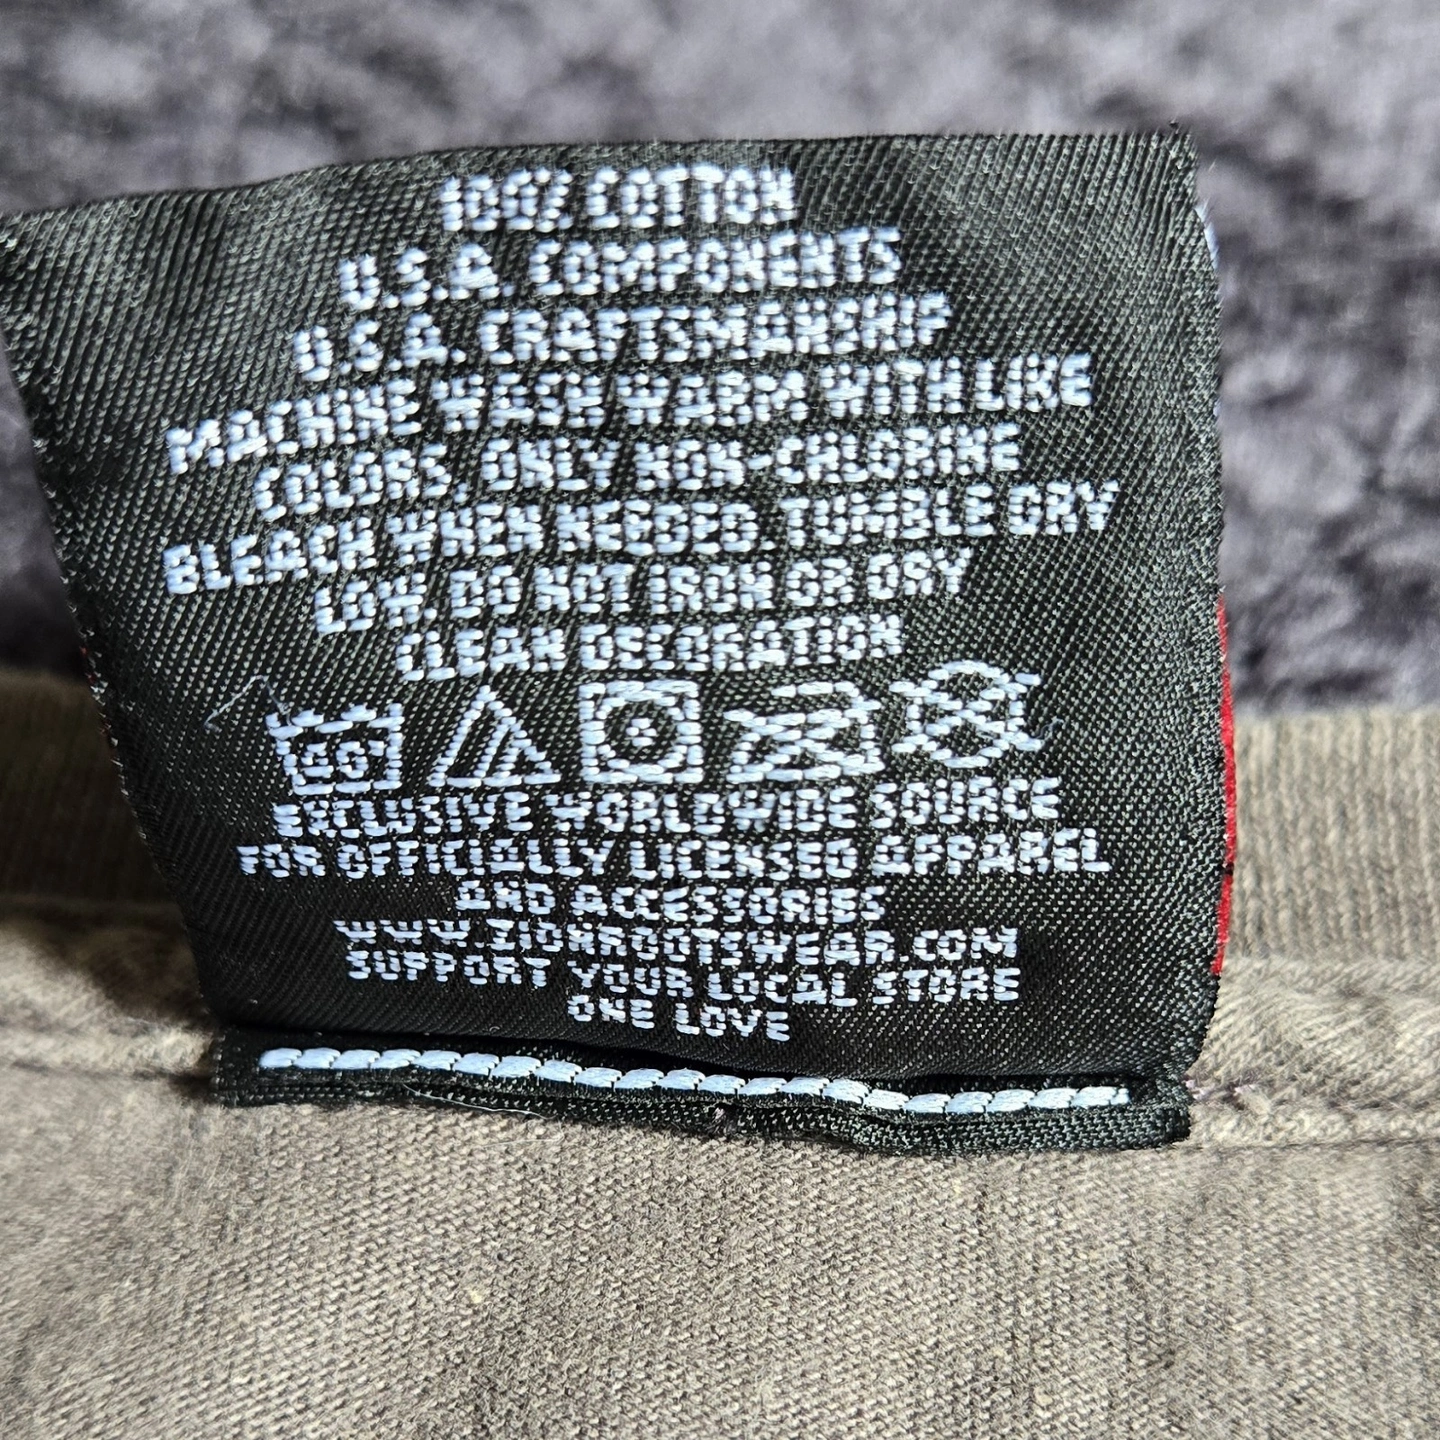 100% COTTON
U.S.A. COMPONENTS
U.S.A. CRAFTSMANSHIP
MACHINE WASH WARM WITH LIKE
COLORS, ONLY NON-CHLORINE
BLEACH WHEN NEEDED. TUMBLE DRY
LOW. DO NOT IRON OR DRY
CLEAN DECORATION
EXCLUSIVE WORLDWIDE SOURCE
FOR OFFICIALLY LICENSED APPAREL
AND ACCESSORIES
WWW.ZIONROOTSWEAR.COM
SUPPORT YOUR LOCAL STORE
ONE LOVE